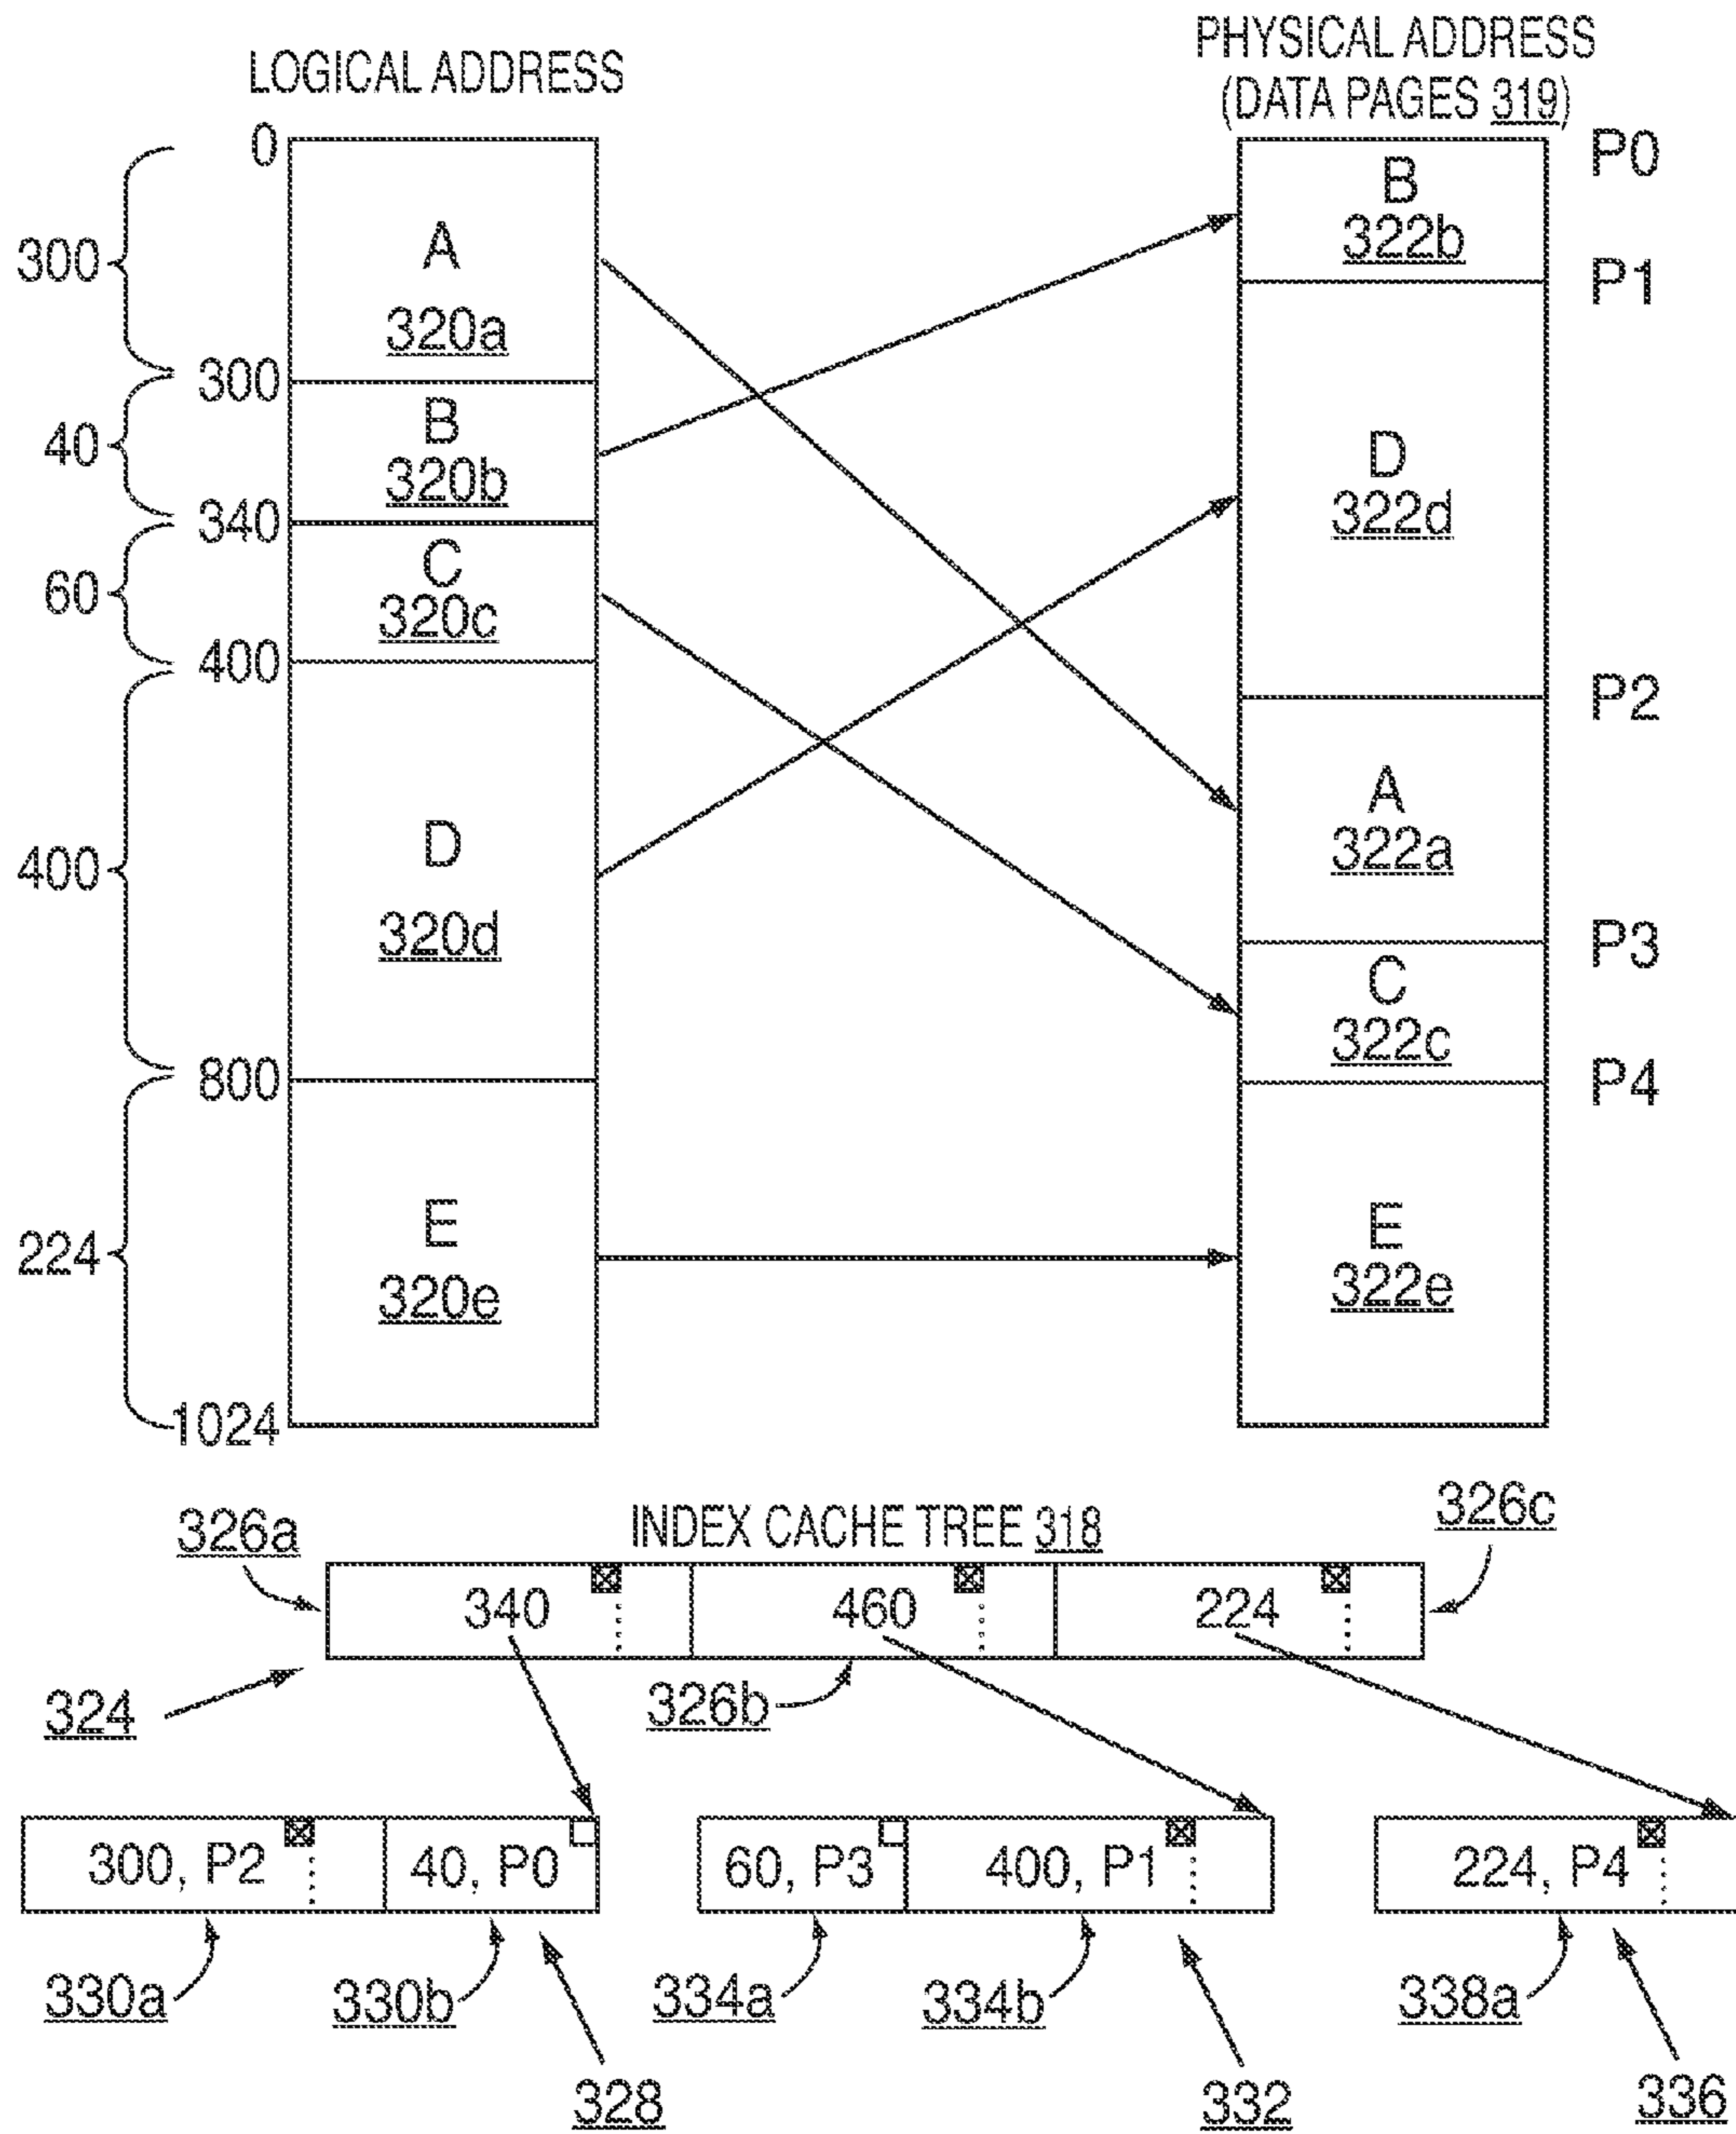 LOGICAL ADDRESS
PHYSICAL ADDRESS
(DATA PAGES 319)
0
P0
300
A
320a
B
322b
P1
300
40
B
320b
340
D
322d
60
C
320c
400
P2
400
D
320d
A
322a
P3
C
322c
800
P4
224
E
320e
E
322e
1024
INDEX CACHE TREE 318
326a
326c
340
460
224
324
326b
300, P2
40, P0
60, P3
400, P1
224, P4
330a
330b
334a
334b
338a
328
332
336